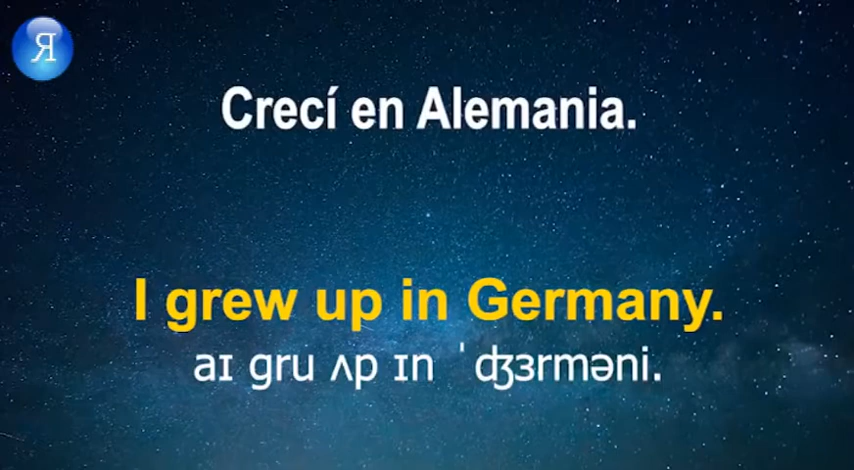 Я
Crecí en Alemania.
I grew up in Germany.
aɪ gru ʌp ɪn ˈʤɜrməni.